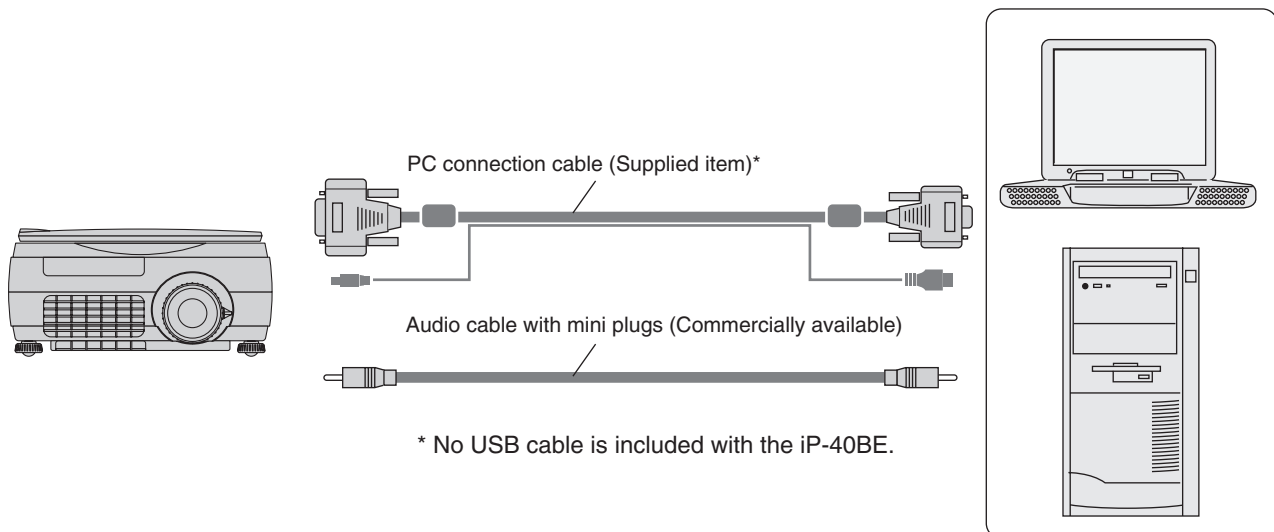 PC connection cable (Supplied item)*
Audio cable with mini plugs (Commercially available)
* No USB cable is included with the iP-40BE.